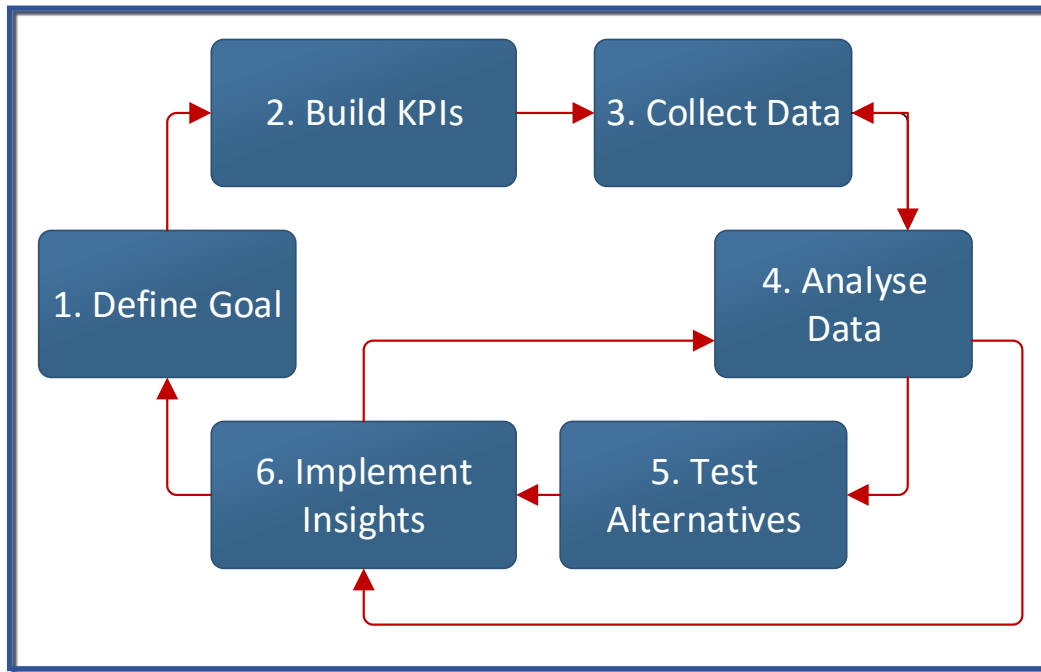 2. Build KPIs
3. Collect Data
1. Define Goal
4. Analyse
Data
6. Implement
Insights
5. Test
Alternatives